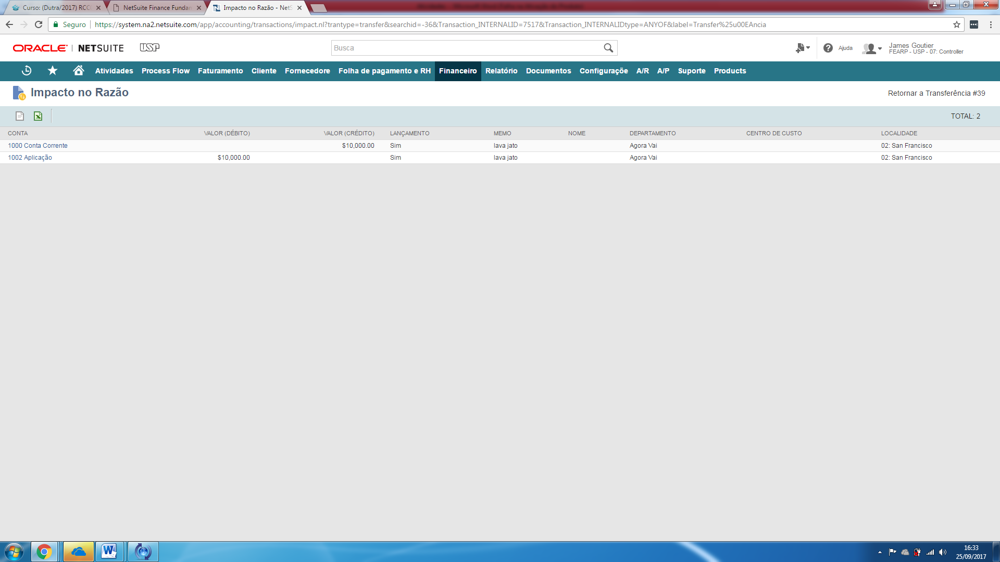 Curso: (Dutra/2017) RCC
NetSuite Finance Fundan
Impacto no Razão - NetS
Seguro
https://system.na2.netsuite.com/app/accounting/transactions/impact.nl?trantype=transfer&searchid=-36&Transaction_INTERNALID=7517&Transaction_INTERNALIDtype=ANYOF&label=Transfer%25u00EAncia
ORACLE | NETSUITE USP
Busca
Ajuda
James Goutier
FEARP - USP - 07: Controller
Atividades Process Flow Faturamento Cliente Fornecedore Folha de pagamento e RH Financeiro Relatório Documentos Configuraçõe A/R A/P Suporte Products
Impacto no Razão
Retornar a Transferência #39
TOTAL: 2
CONTA VALOR (DÉBITO) VALOR (CRÉDITO) LANÇAMENTO MEMO NOME DEPARTAMENTO CENTRO DE CUSTO LOCALIDADE
1000 Conta Corrente $10,000.00 Sim lava jato Agora Vai 02: San Francisco
1002 Aplicação $10,000.00 Sim lava jato Agora Vai 02: San Francisco
16:33
25/09/2017